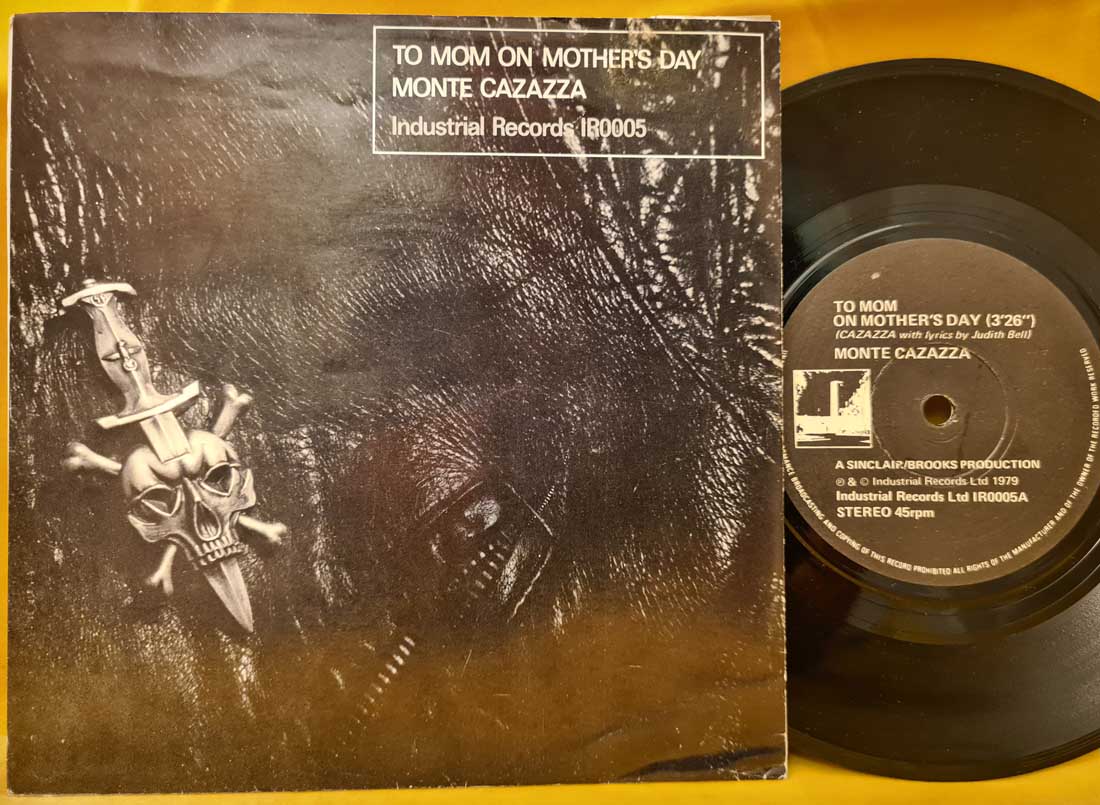 TO MOM ON MOTHER'S DAY
MONTE CAZAZZA
Industrial Records IR0005
TO MOM
ON MOTHER'S DAY (3'26")
(CAZAZZA with lyrics by Judith Bell)
MONTE CAZAZZA
A SINCLAIR/BROOKS PRODUCTION
℗ & © Industrial Records Ltd 1979
Industrial Records Ltd IR0005A
STEREO 45rpm
BROADCASTING AND COPYING OF THIS RECORD PROHIBITED ALL RIGHTS OF THE MANUFACTURER AND OF THE OWNER OF THE RECORDED WORK RESERVED